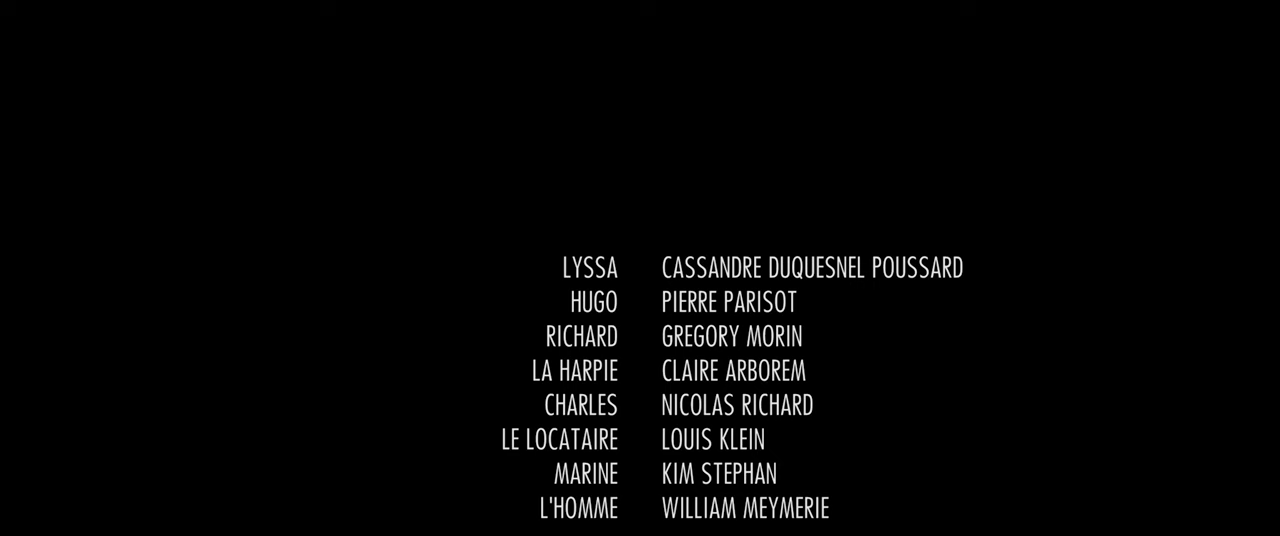 LYSSA CASSANDRE DUQUESNEL POUSSARD
HUGO PIERRE PARISOT
RICHARD GREGORY MORIN
LA HARPIE CLAIRE ARBOREM
CHARLES NICOLAS RICHARD
LE LOCATAIRE LOUIS KLEIN
MARINE KIM STEPHAN
L'HOMME WILLIAM MEYMERIE